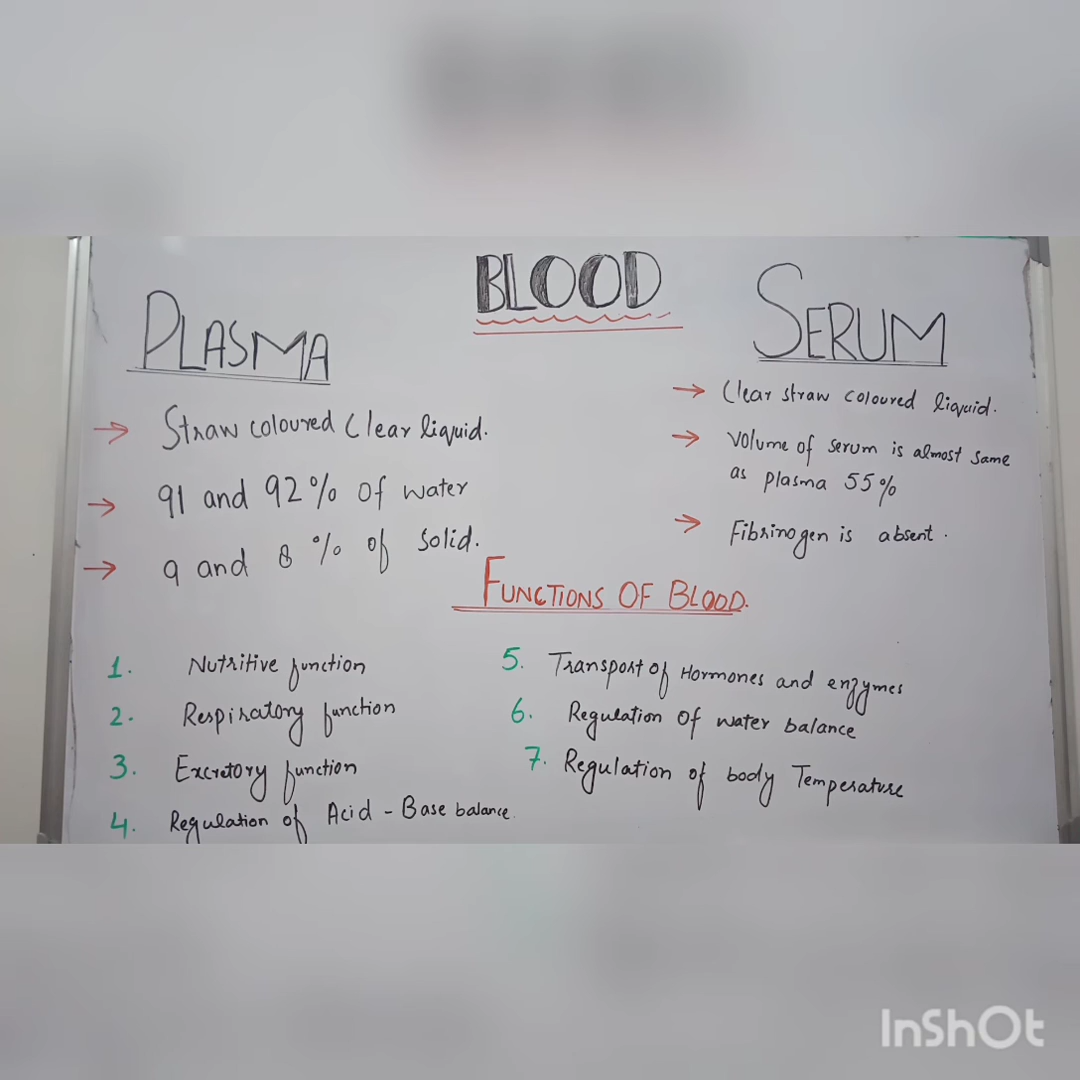 BLOOD
PLASMA
→ Straw coloured Clear liquid.
→ 91 and 92% of water
→ 9 and 8% of solid.
SERUM
→ Clear straw coloured liquid.
→ Volume of serum is almost same
as plasma 55%
→ Fibrinogen is absent.
FUNCTIONS OF BLOOD.
1. Nutritive function
2. Respiratory function
3. Excretory function
4. Regulation of Acid - Base balance.
5. Transport of Hormones and enzymes
6. Regulation of water balance
7. Regulation of body Temperature
InShOt